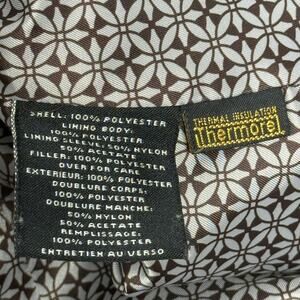 SHELL: 100% POLYESTER
LINING BODY:
100% POLYESTER
LINING SLEEVE: 50% NYLON
50% ACETATE
FILLER: 100% POLYESTER
OVER FOR CARE
EXTERIEUR: 100% POLYESTER
DOUBLURE CORPS:
100% POLYESTER
DOUBLURE MANCHE:
50% NYLON
50% ACETATE
REMPLISSAGE:
100% POLYESTER
ENTRETIEN AU VERSO
THERMAL INSULATION
Thermore